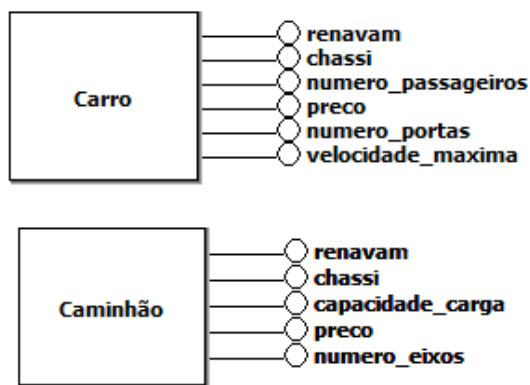 Carro
renavam
chassi
numero_passageiros
preco
numero_portas
velocidade_maxima
Caminhão
renavam
chassi
capacidade_carga
preco
numero_eixos